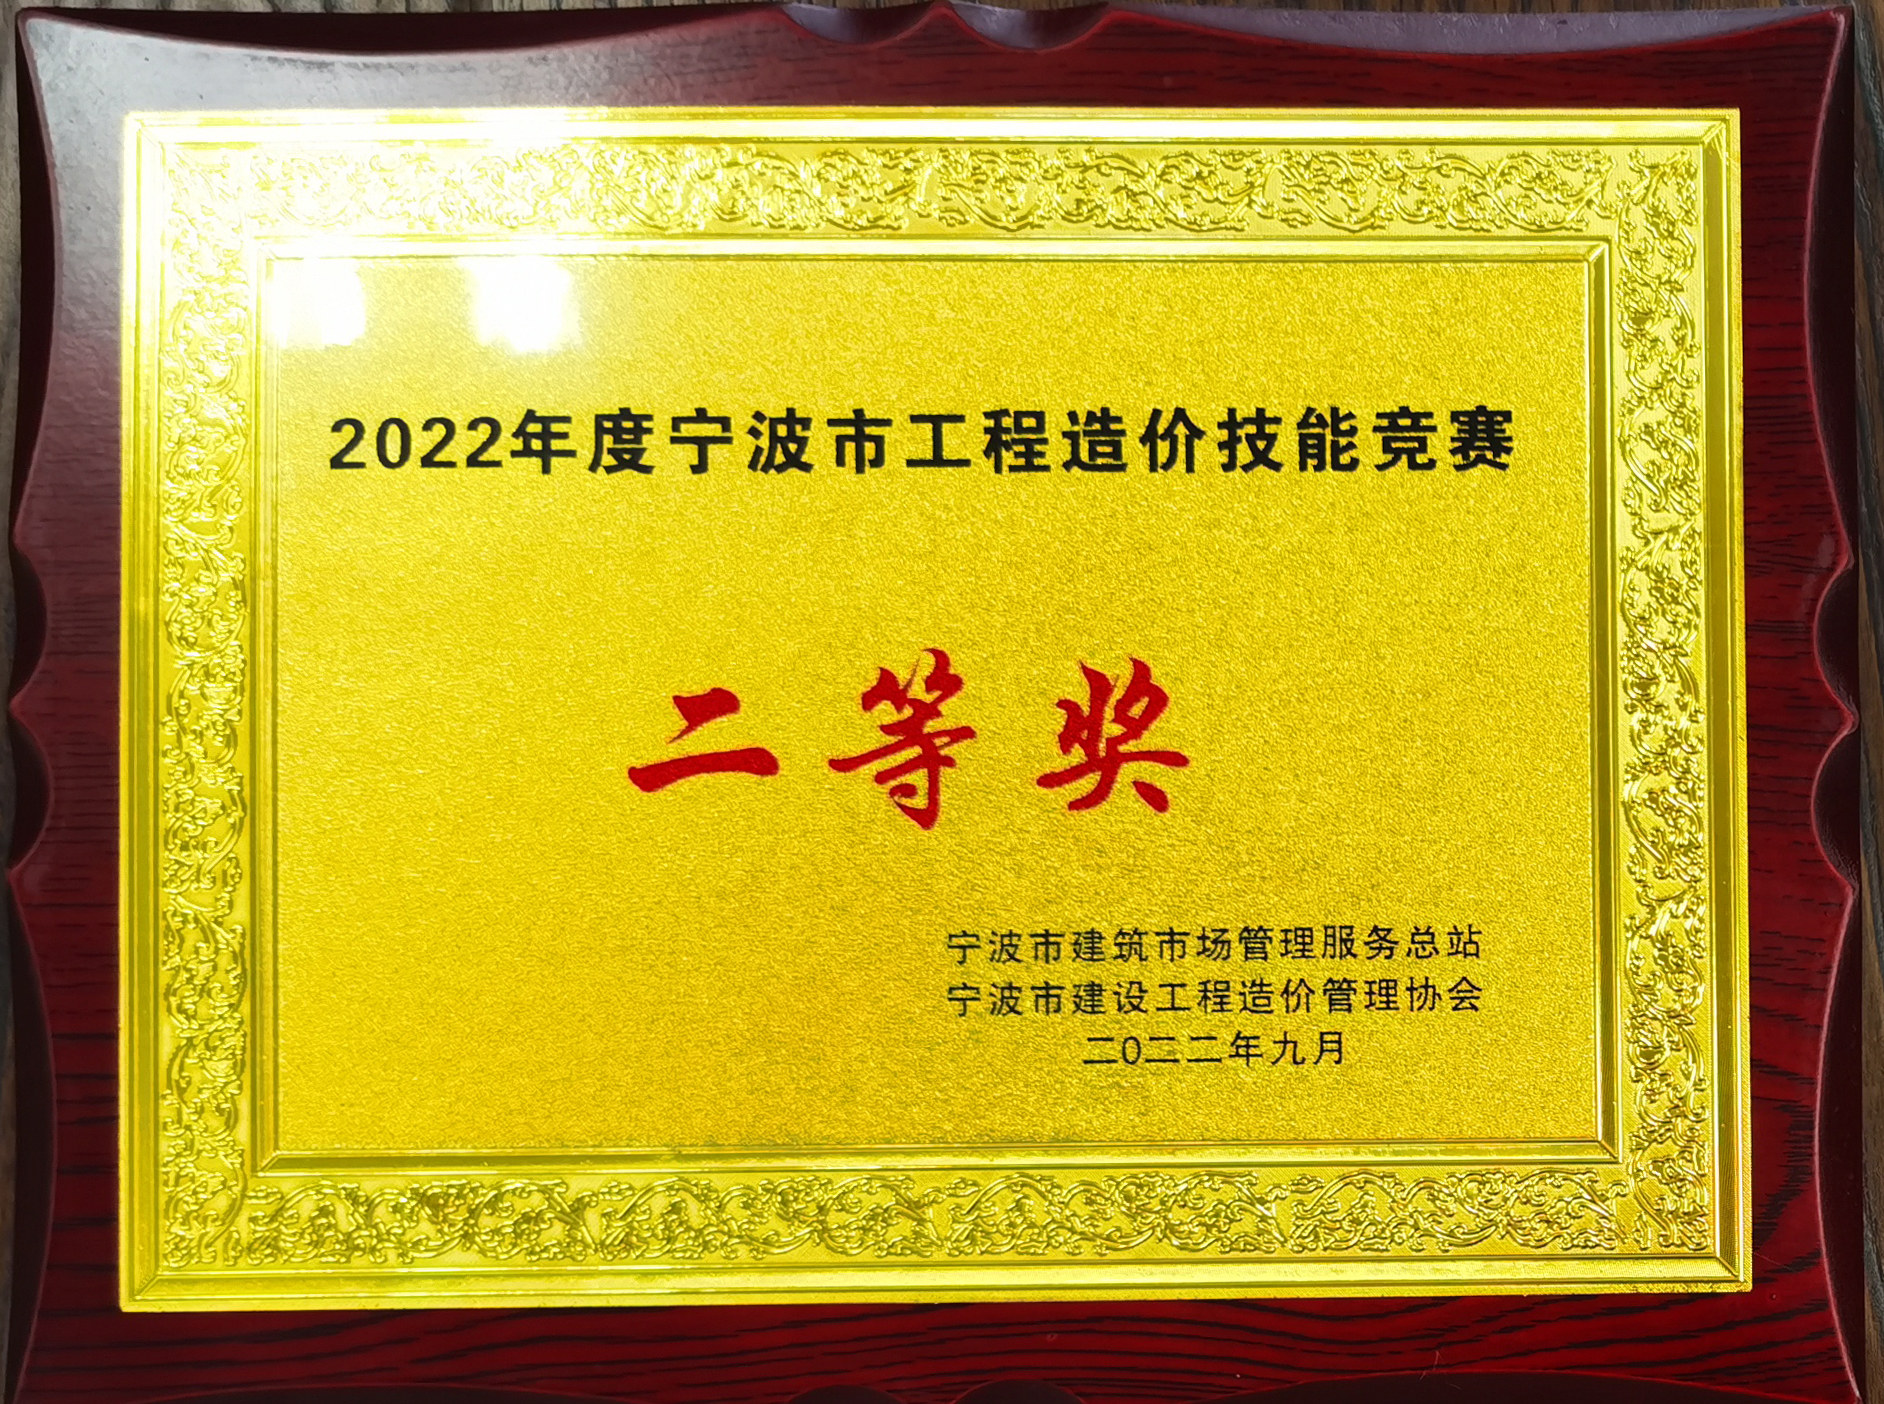 2022年度宁波市工程造价技能竞赛
二等奖
宁波市建筑市场管理服务总站
宁波市建设工程造价管理协会
二0二二年九月